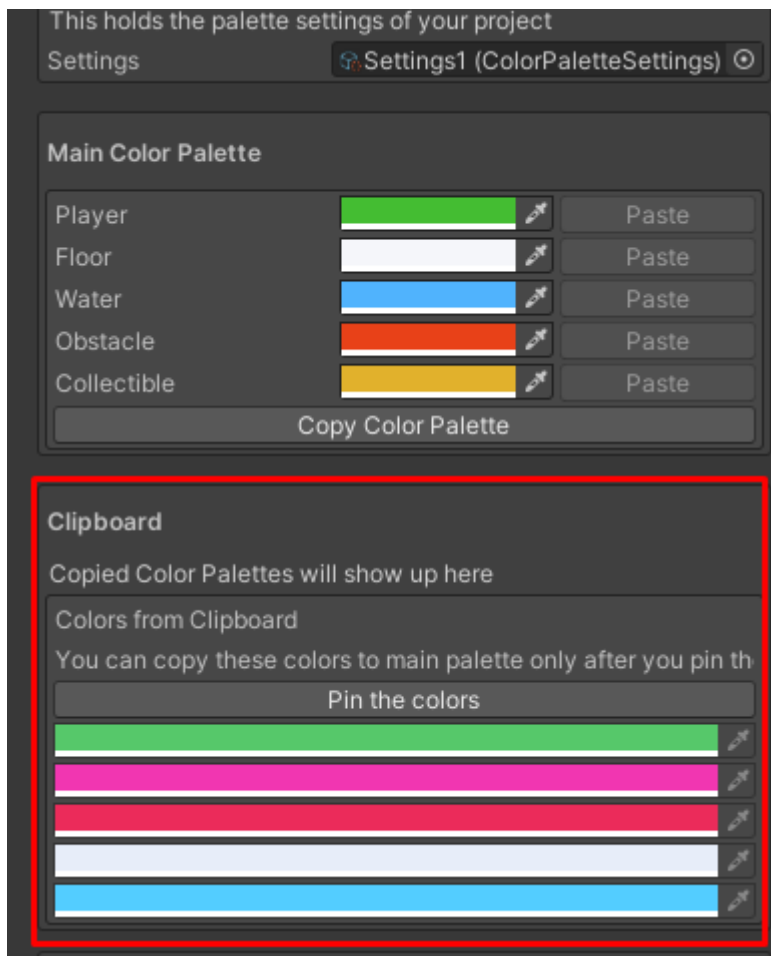 This holds the palette settings of your project
Settings Settings1 (ColorPaletteSettings)
Main Color Palette
Player Paste
Floor Paste
Water Paste
Obstacle Paste
Collectible Paste
Copy Color Palette
Clipboard
Copied Color Palettes will show up here
Colors from Clipboard
You can copy these colors to main palette only after you pin th
Pin the colors